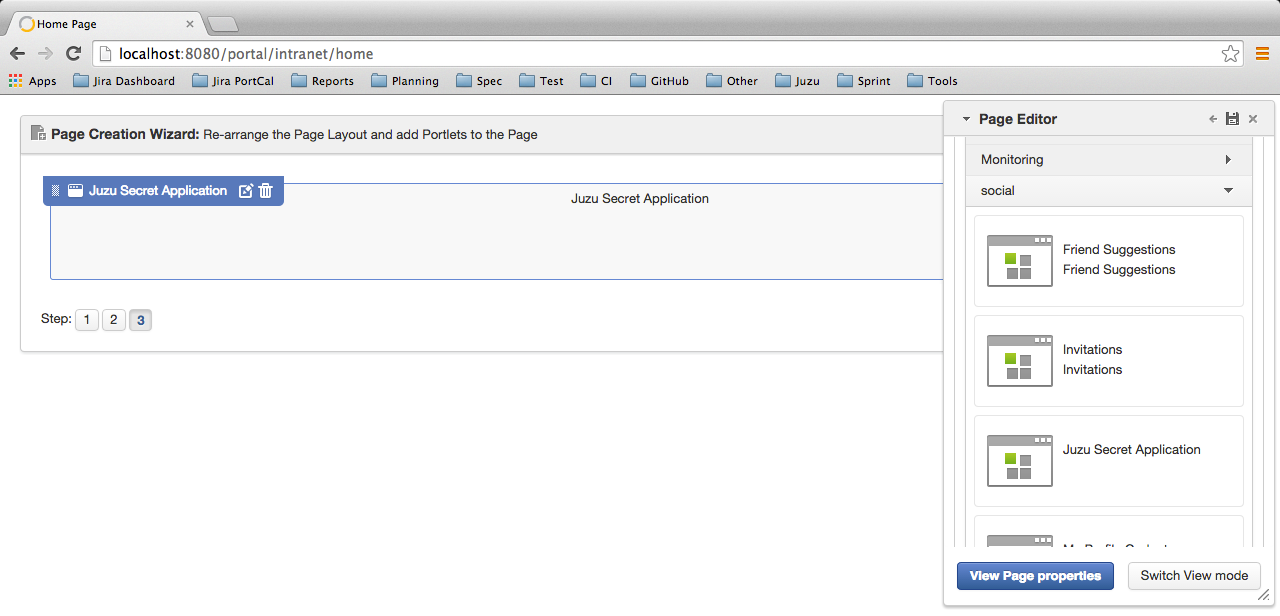 Home Page
localhost:8080/portal/intranet/home
Apps Jira Dashboard Jira PortCal Reports Planning Spec Test CI GitHub Other Juzu Sprint Tools
Page Creation Wizard: Re-arrange the Page Layout and add Portlets to the Page
Juzu Secret Application
Juzu Secret Application
Step: 1 2 3
Page Editor
Monitoring
social
Friend Suggestions
Friend Suggestions
Invitations
Invitations
Juzu Secret Application
View Page properties
Switch View mode